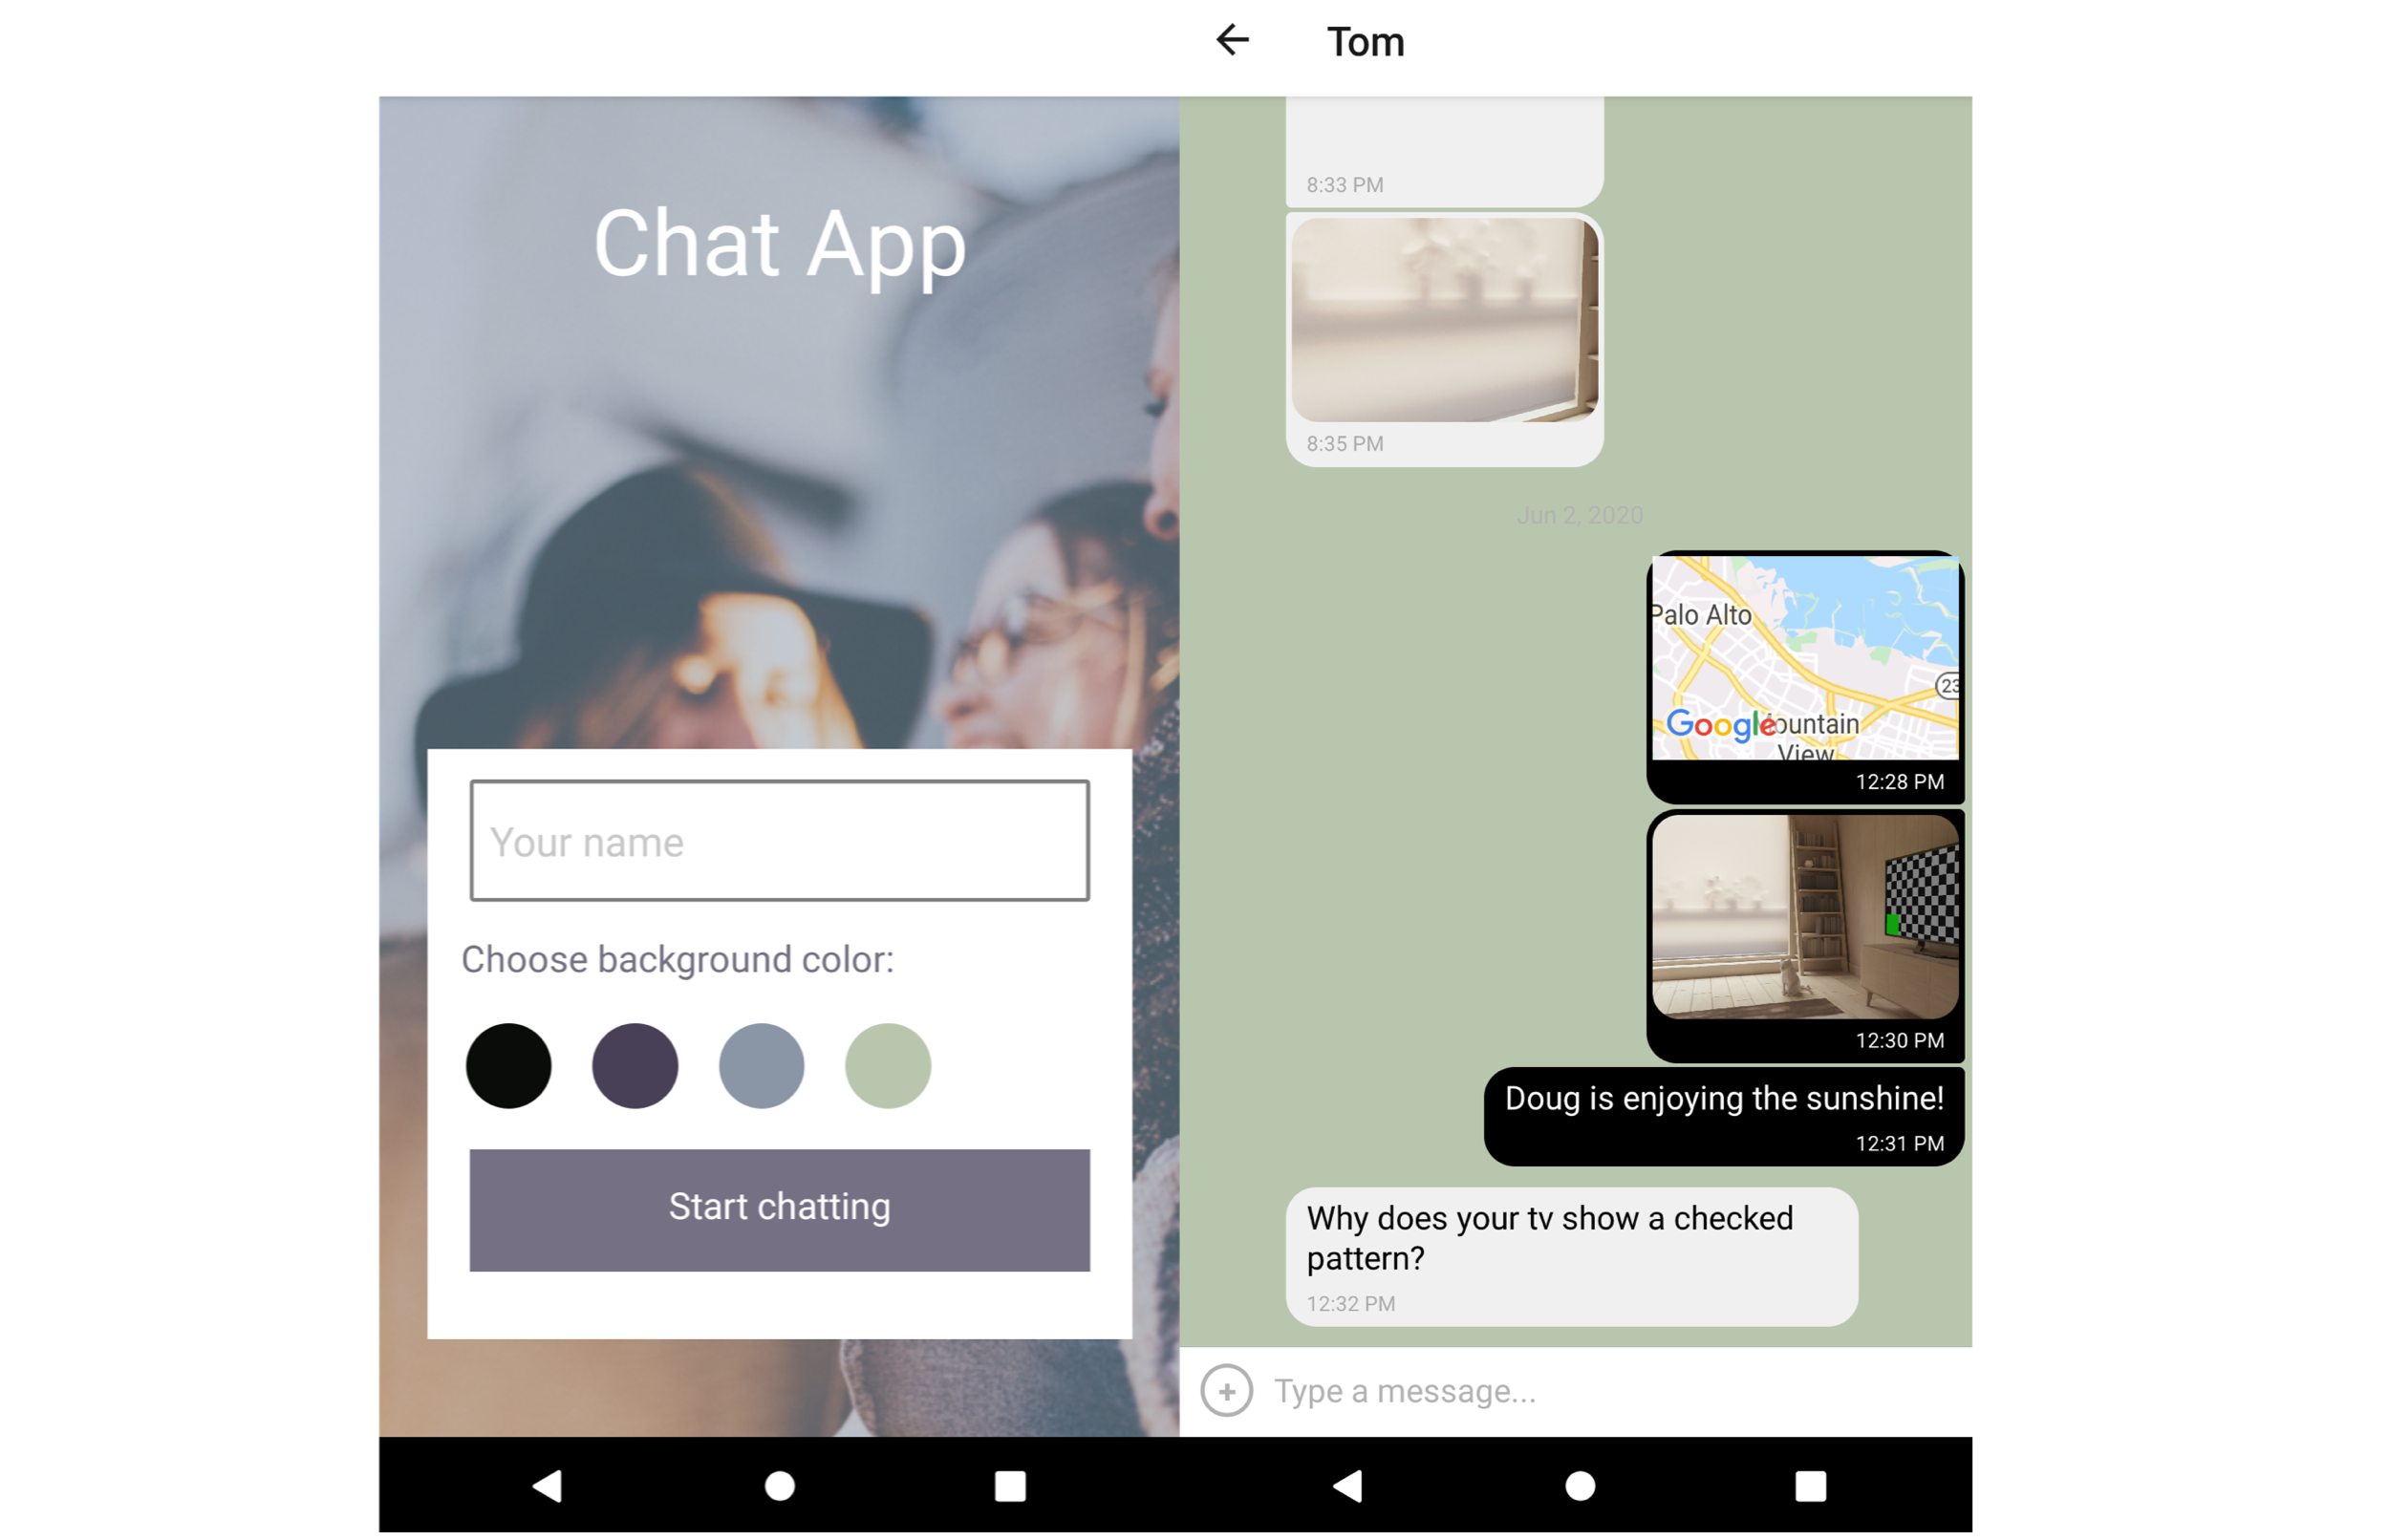 Chat App
Your name
Choose background color:
Start chatting
Tom
8:33 PM
8:35 PM
Jun 2, 2020
Palo Alto
23
Google
ountain
View
12:28 PM
12:30 PM
Doug is enjoying the sunshine!
12:31 PM
Why does your tv show a checked
pattern?
12:32 PM
Type a message...